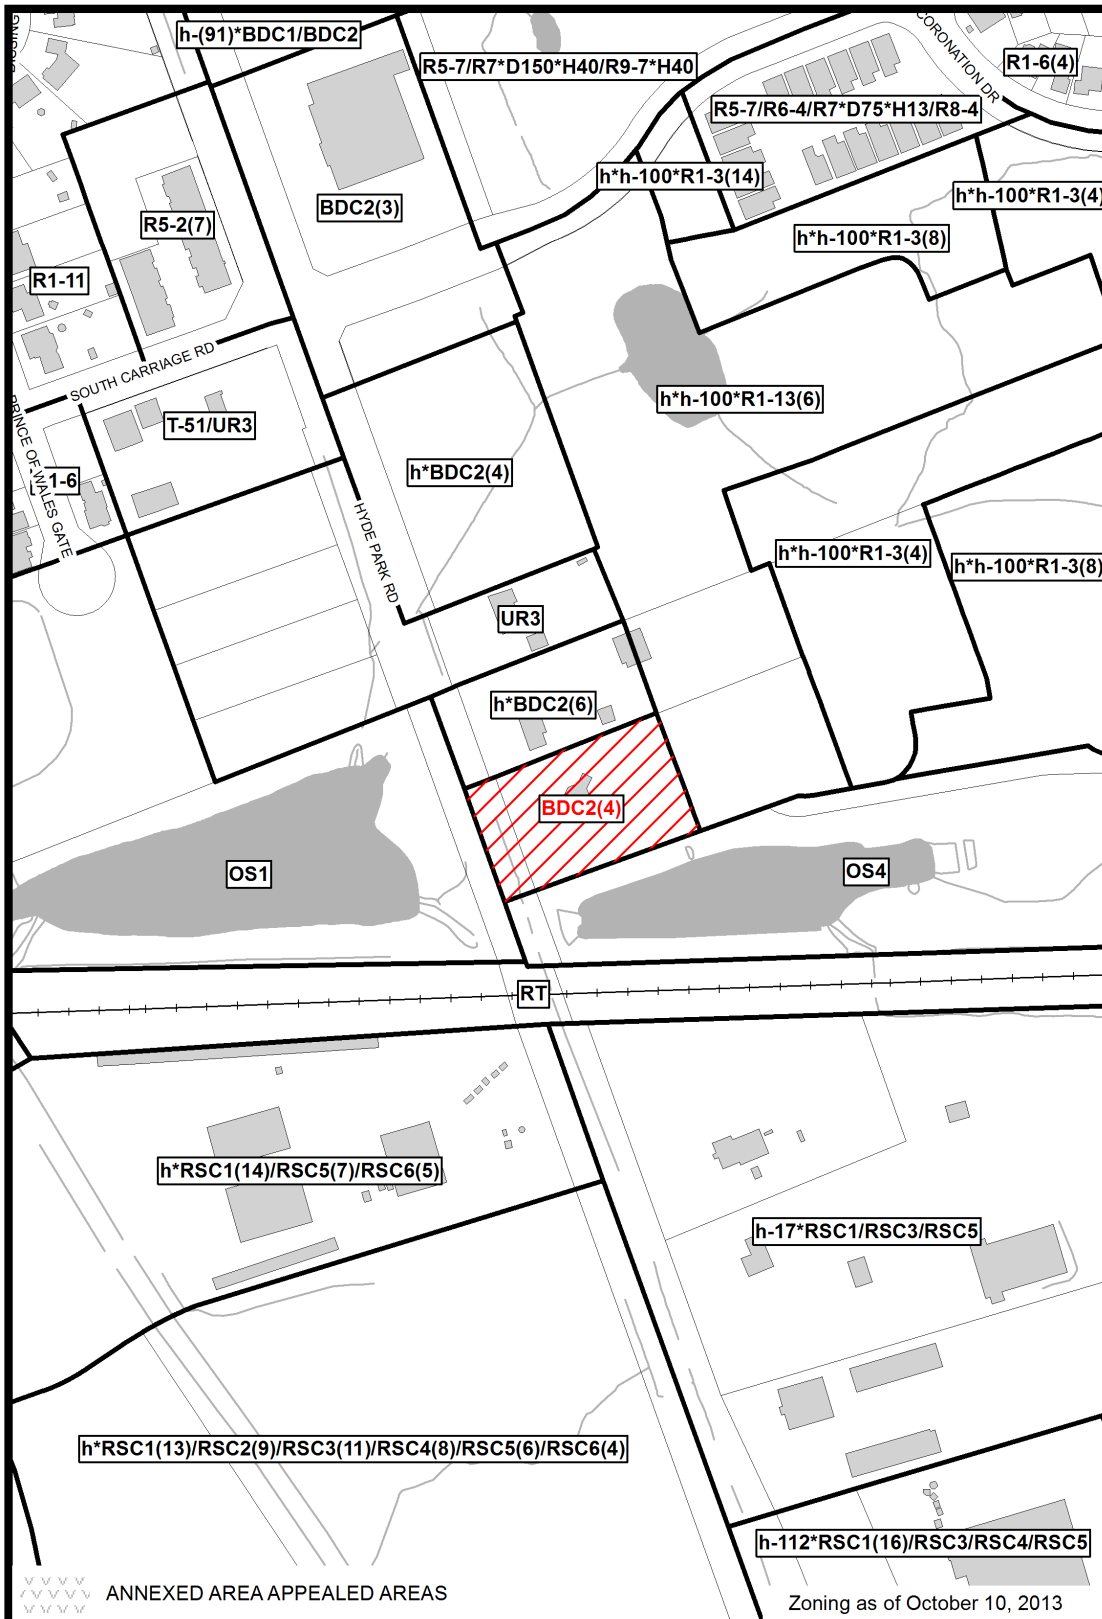 h-(91)*BDC1/BDC2
CORONATION DR
R5-7/R7*D150*H40/R9-7*H40
R1-6(4)
R5-7/R6-4/R7*D75*H13/R8-4
h*h-100*R1-3(14)
h*h-100*R1-3(4)
BDC2(3)
R5-2(7)
h*h-100*R1-3(8)
R1-11
SOUTH CARRIAGE RD
h*h-100*R1-13(6)
T-51/UR3
PRINCE OF WALES GATE
h*BDC2(4)
1-6
HYDE PARK RD
h*h-100*R1-3(4)
h*h-100*R1-3(8)
UR3
h*BDC2(6)
BDC2(4)
OS1
OS4
RT
h*RSC1(14)/RSC5(7)/RSC6(5)
h-17*RSC1/RSC3/RSC5
h*RSC1(13)/RSC2(9)/RSC3(11)/RSC4(8)/RSC5(6)/RSC6(4)
h-112*RSC1(16)/RSC3/RSC4/RSC5
ANNEXED AREA APPEALED AREAS
Zoning as of October 10, 2013